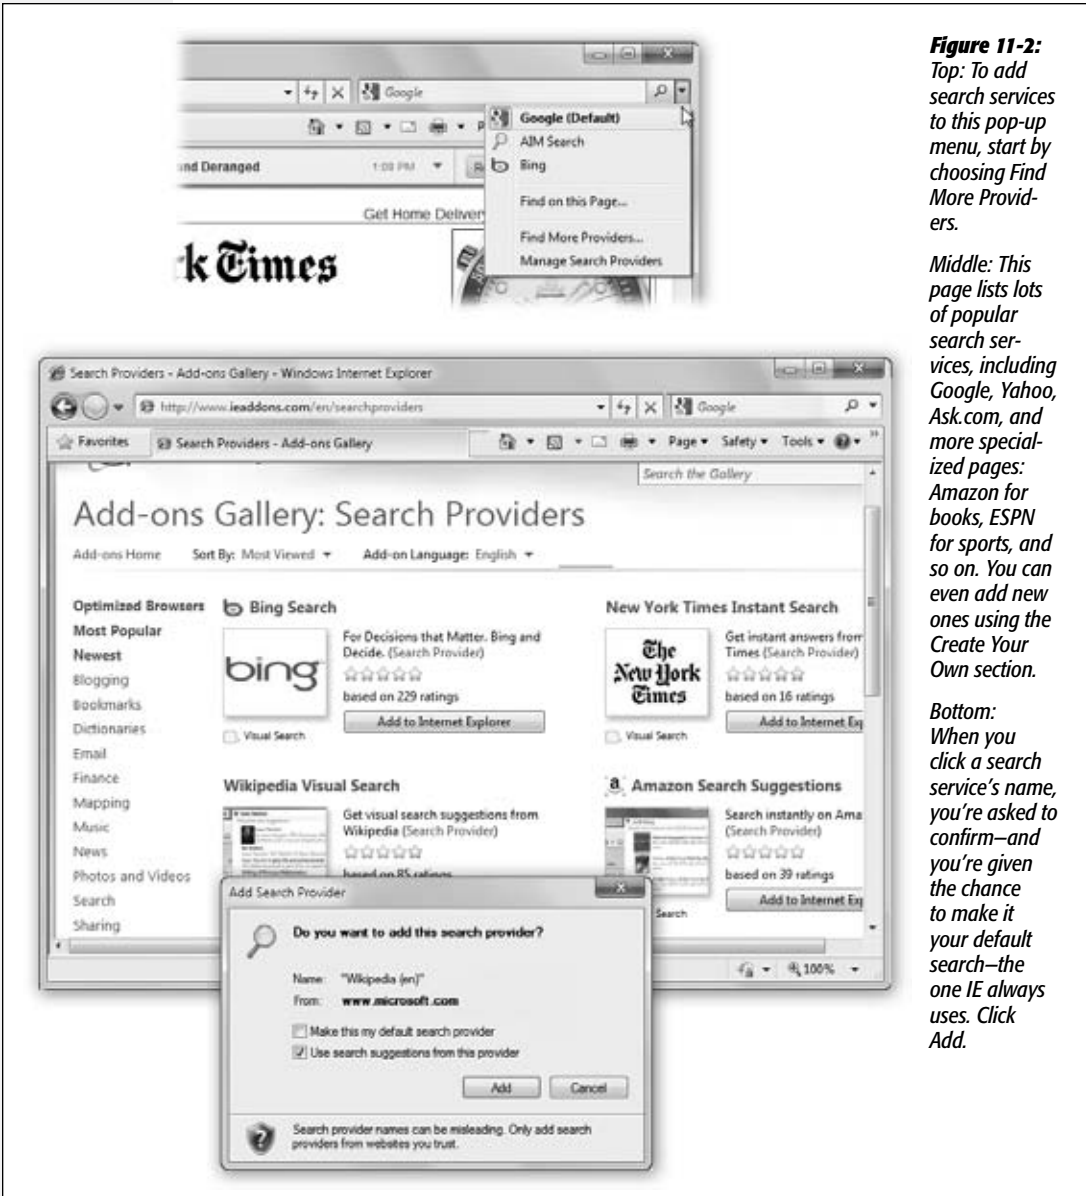 Google
Google (Default)
AIM Search
Bing
Find on this Page...
Find More Providers...
Manage Search Providers
and Deranged
1:08 PM
Get Home Delivery
k Times
Figure 11-2:
Top: To add
search services
to this pop-up
menu, start by
choosing Find
More Provid-
ers.
Middle: This
page lists lots
of popular
search ser-
vices, including
Google, Yahoo,
Ask.com, and
more special-
ized pages:
Amazon for
books, ESPN
for sports, and
so on. You can
even add new
ones using the
Create Your
Own section.
Bottom:
When you
click a search
service's name,
you're asked to
confirm—and
you're given
the chance
to make it
your default
search—the
one IE always
uses. Click
Add.
Search Providers - Add-ons Gallery - Windows Internet Explorer
http://www.ieaddons.com/en/searchproviders
Google
Favorites
Search Providers - Add-ons Gallery
Page Safety Tools
Search the Gallery
Add-ons Gallery: Search Providers
Add-ons Home Sort By: Most Viewed Add-on Language: English
Optimized Browsers
Most Popular
Newest
Blogging
Bookmarks
Dictionaries
Email
Finance
Mapping
Music
News
Photos and Videos
Search
Sharing
Bing Search
bing
For Decisions that Matter. Bing and
Decide. (Search Provider)
based on 229 ratings
Add to Internet Explorer
Visual Search
New York Times Instant Search
The
New York
Times
Get instant answers from
Times (Search Provider)
based on 16 ratings
Add to Internet Exp
Visual Search
Wikipedia Visual Search
Get visual search suggestions from
Wikipedia (Search Provider)
based on 85 ratings
a Amazon Search Suggestions
Search instantly on Ama
(Search Provider)
based on 39 ratings
Add to Internet Exp
Search
100%
Add Search Provider
Do you want to add this search provider?
Name: "Wikipedia (en)"
From: www.microsoft.com
Make this my default search provider
Use search suggestions from this provider
Add Cancel
Search provider names can be misleading. Only add search
providers from websites you trust.